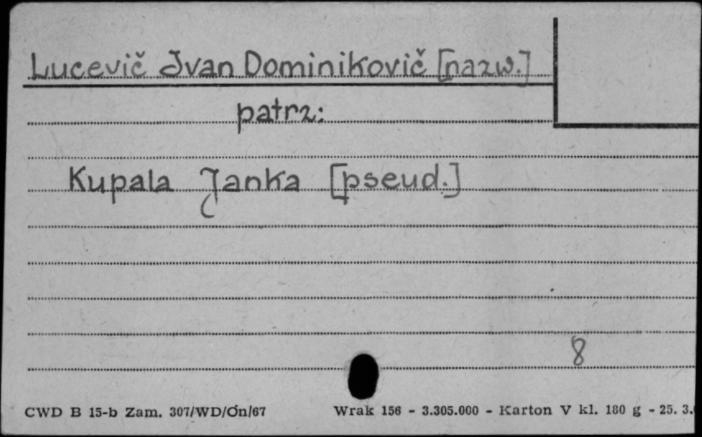 Lucevič Ivan Dominikovič [nazw.]
patrz:
Kupala Janka [pseud.]
8
CWD B 15-b Zam. 307/WD/On/67 Wrak 156 - 3.305.000 - Karton V kl. 180 g - 25. 3.